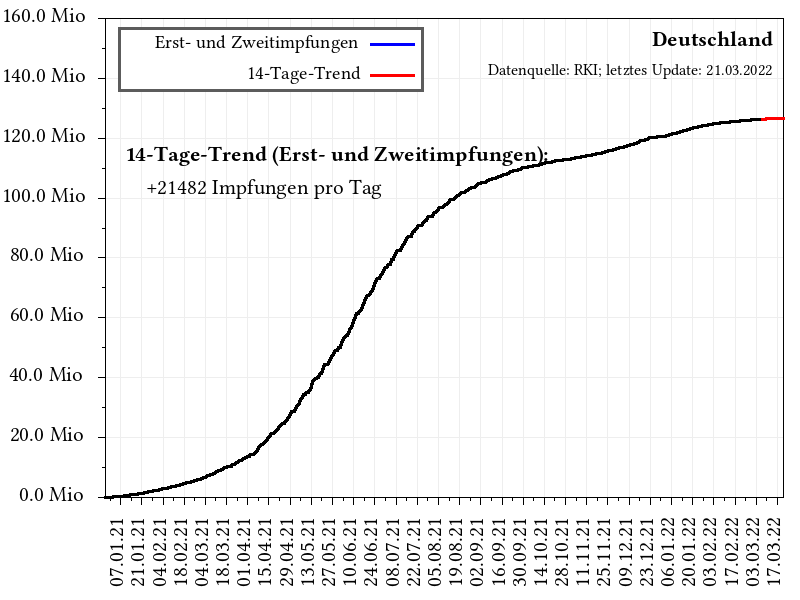 160.0 Mio
140.0 Mio
120.0 Mio
100.0 Mio
80.0 Mio
60.0 Mio
40.0 Mio
20.0 Mio
0.0 Mio
Erst- und Zweitimpfungen
14-Tage-Trend
Deutschland
Datenquelle: RKI; letztes Update: 21.03.2022
14-Tage-Trend (Erst- und Zweitimpfungen):
+21482 Impfungen pro Tag
07.01.21
21.01.21
04.02.21
18.02.21
04.03.21
18.03.21
01.04.21
15.04.21
29.04.21
13.05.21
27.05.21
10.06.21
24.06.21
08.07.21
22.07.21
05.08.21
19.08.21
02.09.21
16.09.21
30.09.21
14.10.21
28.10.21
11.11.21
25.11.21
09.12.21
23.12.21
06.01.22
20.01.22
03.02.22
17.02.22
03.03.22
17.03.22